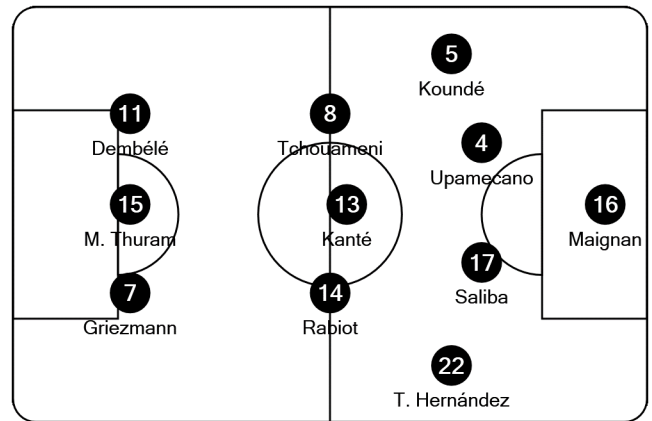 5
Koundé
11
Dembélé
8
Tchouameni
4
Upamecano
15
M. Thuram
13
Kanté
16
Maignan
17
Saliba
7
Griezmann
14
Rabiot
22
T. Hernández